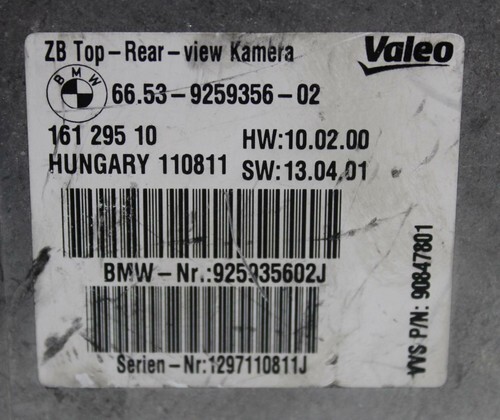 ZB Top-Rear-view Kamera
Valeo
BMW
66.53-9259356-02
161 295 10
HW:10.02.00
HUNGARY 110811
SW:13.04.01
BMW-Nr.:925935602J
Serien-Nr:1297110811J
VVS P/N: 90847801